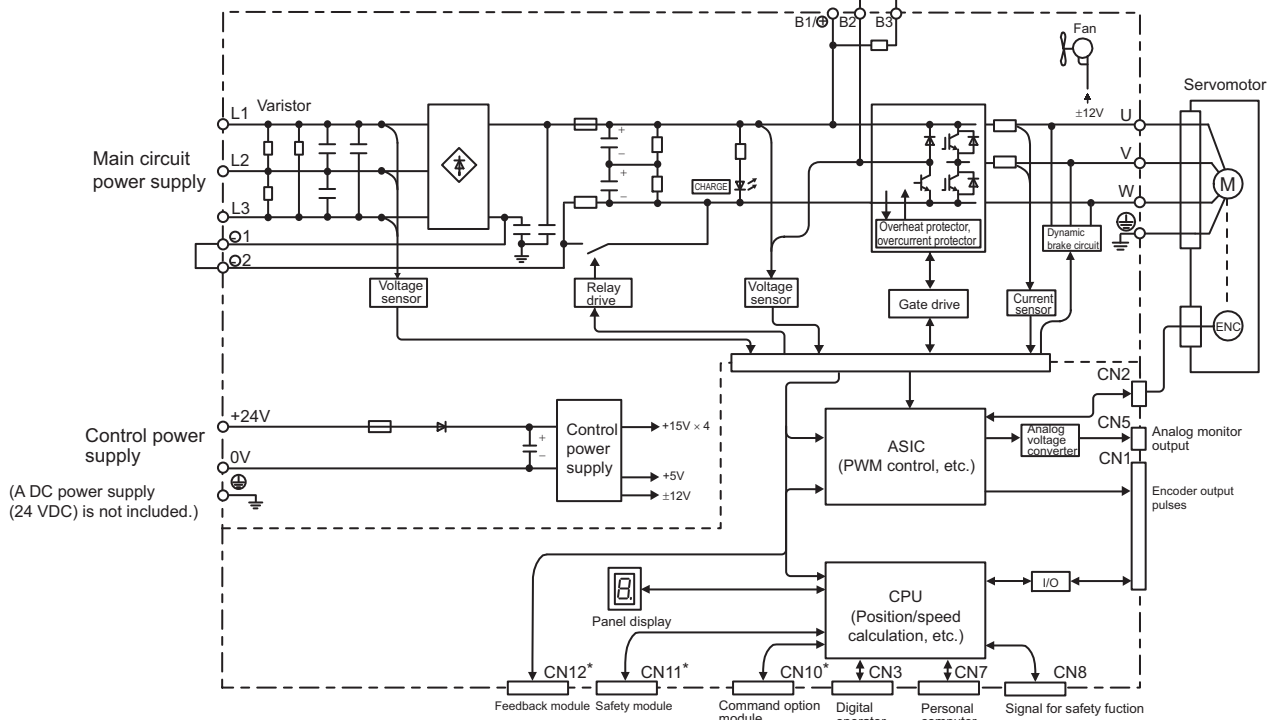 B1/⊕ B2 B3
Fan
±12V
Servomotor
L1
Varistor
U
Main circuit
power supply
L2
V
CHARGE
W
M
L3
⊖1
⊖2
Overheat protector,
overcurrent protector
Dynamic
brake circuit
Voltage
sensor
Relay
drive
Voltage
sensor
Gate drive
Current
sensor
ENC
CN2
+24V
Control power
supply
0V
Control
power
supply
+15V × 4
+5V
±12V
(A DC power supply
(24 VDC) is not included.)
ASIC
(PWM control, etc.)
Analog
voltage
converter
CN5
Analog monitor
output
CN1
Encoder output
pulses
8.
Panel display
CPU
(Position/speed
calculation, etc.)
I/O
CN12* CN11* CN10* CN3 CN7 CN8
Feedback module
Safety module
Command option
module
Digital
operator
Personal
computer
Signal for safety fuction
+
−
+
−
+
−